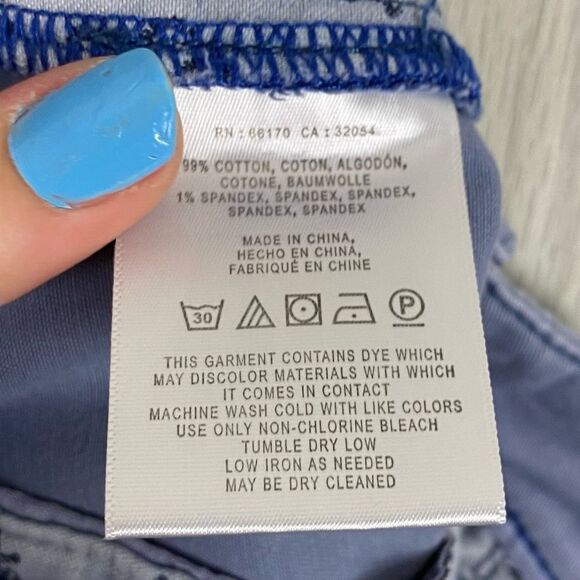 RN : 66170 CA : 32054
99% COTTON, COTON, ALGODÓN,
COTONE, BAUMWOLLE
1% SPANDEX, SPANDEX, SPANDEX,
SPANDEX, SPANDEX
MADE IN CHINA,
HECHO EN CHINA,
FABRIQUÉ EN CHINE
30 P
THIS GARMENT CONTAINS DYE WHICH
MAY DISCOLOR MATERIALS WITH WHICH
IT COMES IN CONTACT
MACHINE WASH COLD WITH LIKE COLORS
USE ONLY NON-CHLORINE BLEACH
TUMBLE DRY LOW
LOW IRON AS NEEDED
MAY BE DRY CLEANED